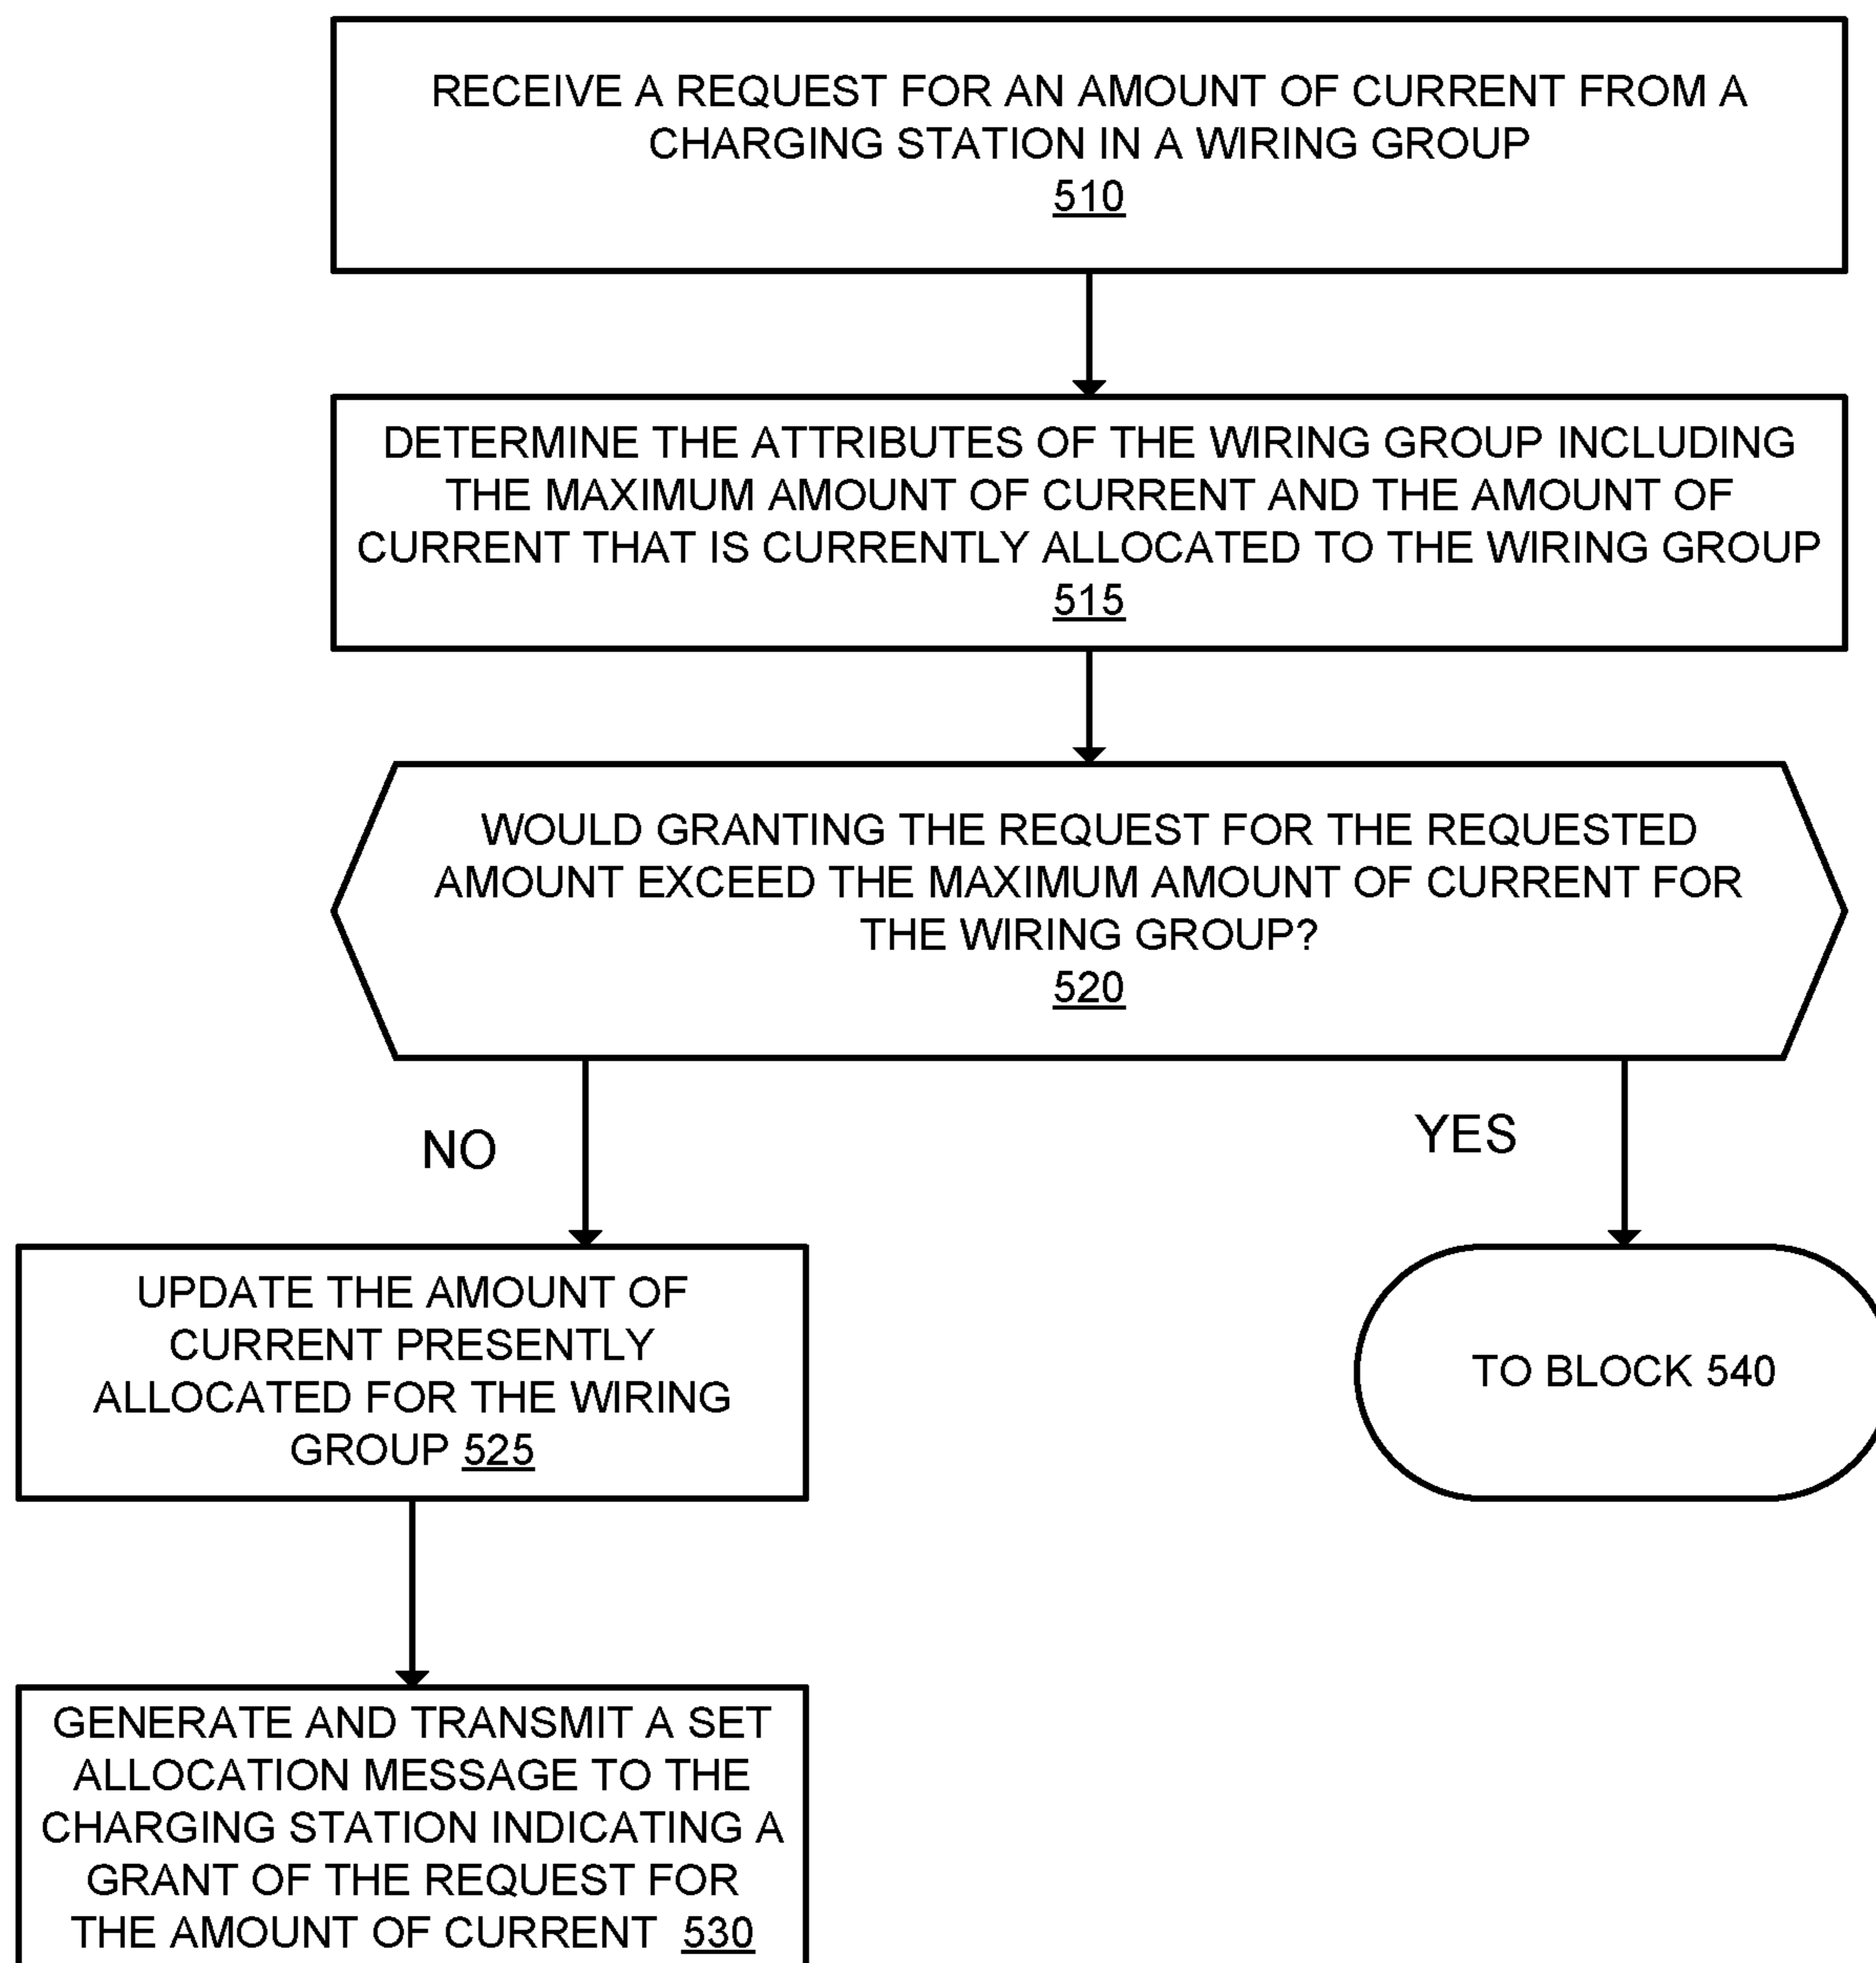 RECEIVE A REQUEST FOR AN AMOUNT OF CURRENT FROM A
CHARGING STATION IN A WIRING GROUP
510
DETERMINE THE ATTRIBUTES OF THE WIRING GROUP INCLUDING
THE MAXIMUM AMOUNT OF CURRENT AND THE AMOUNT OF
CURRENT THAT IS CURRENTLY ALLOCATED TO THE WIRING GROUP
515
WOULD GRANTING THE REQUEST FOR THE REQUESTED
AMOUNT EXCEED THE MAXIMUM AMOUNT OF CURRENT FOR
THE WIRING GROUP?
520
NO
YES
UPDATE THE AMOUNT OF
CURRENT PRESENTLY
ALLOCATED FOR THE WIRING
GROUP 525
TO BLOCK 540
GENERATE AND TRANSMIT A SET
ALLOCATION MESSAGE TO THE
CHARGING STATION INDICATING A
GRANT OF THE REQUEST FOR
THE AMOUNT OF CURRENT 530